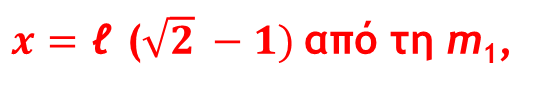 x = ℓ (√2 − 1) από τη m₁,